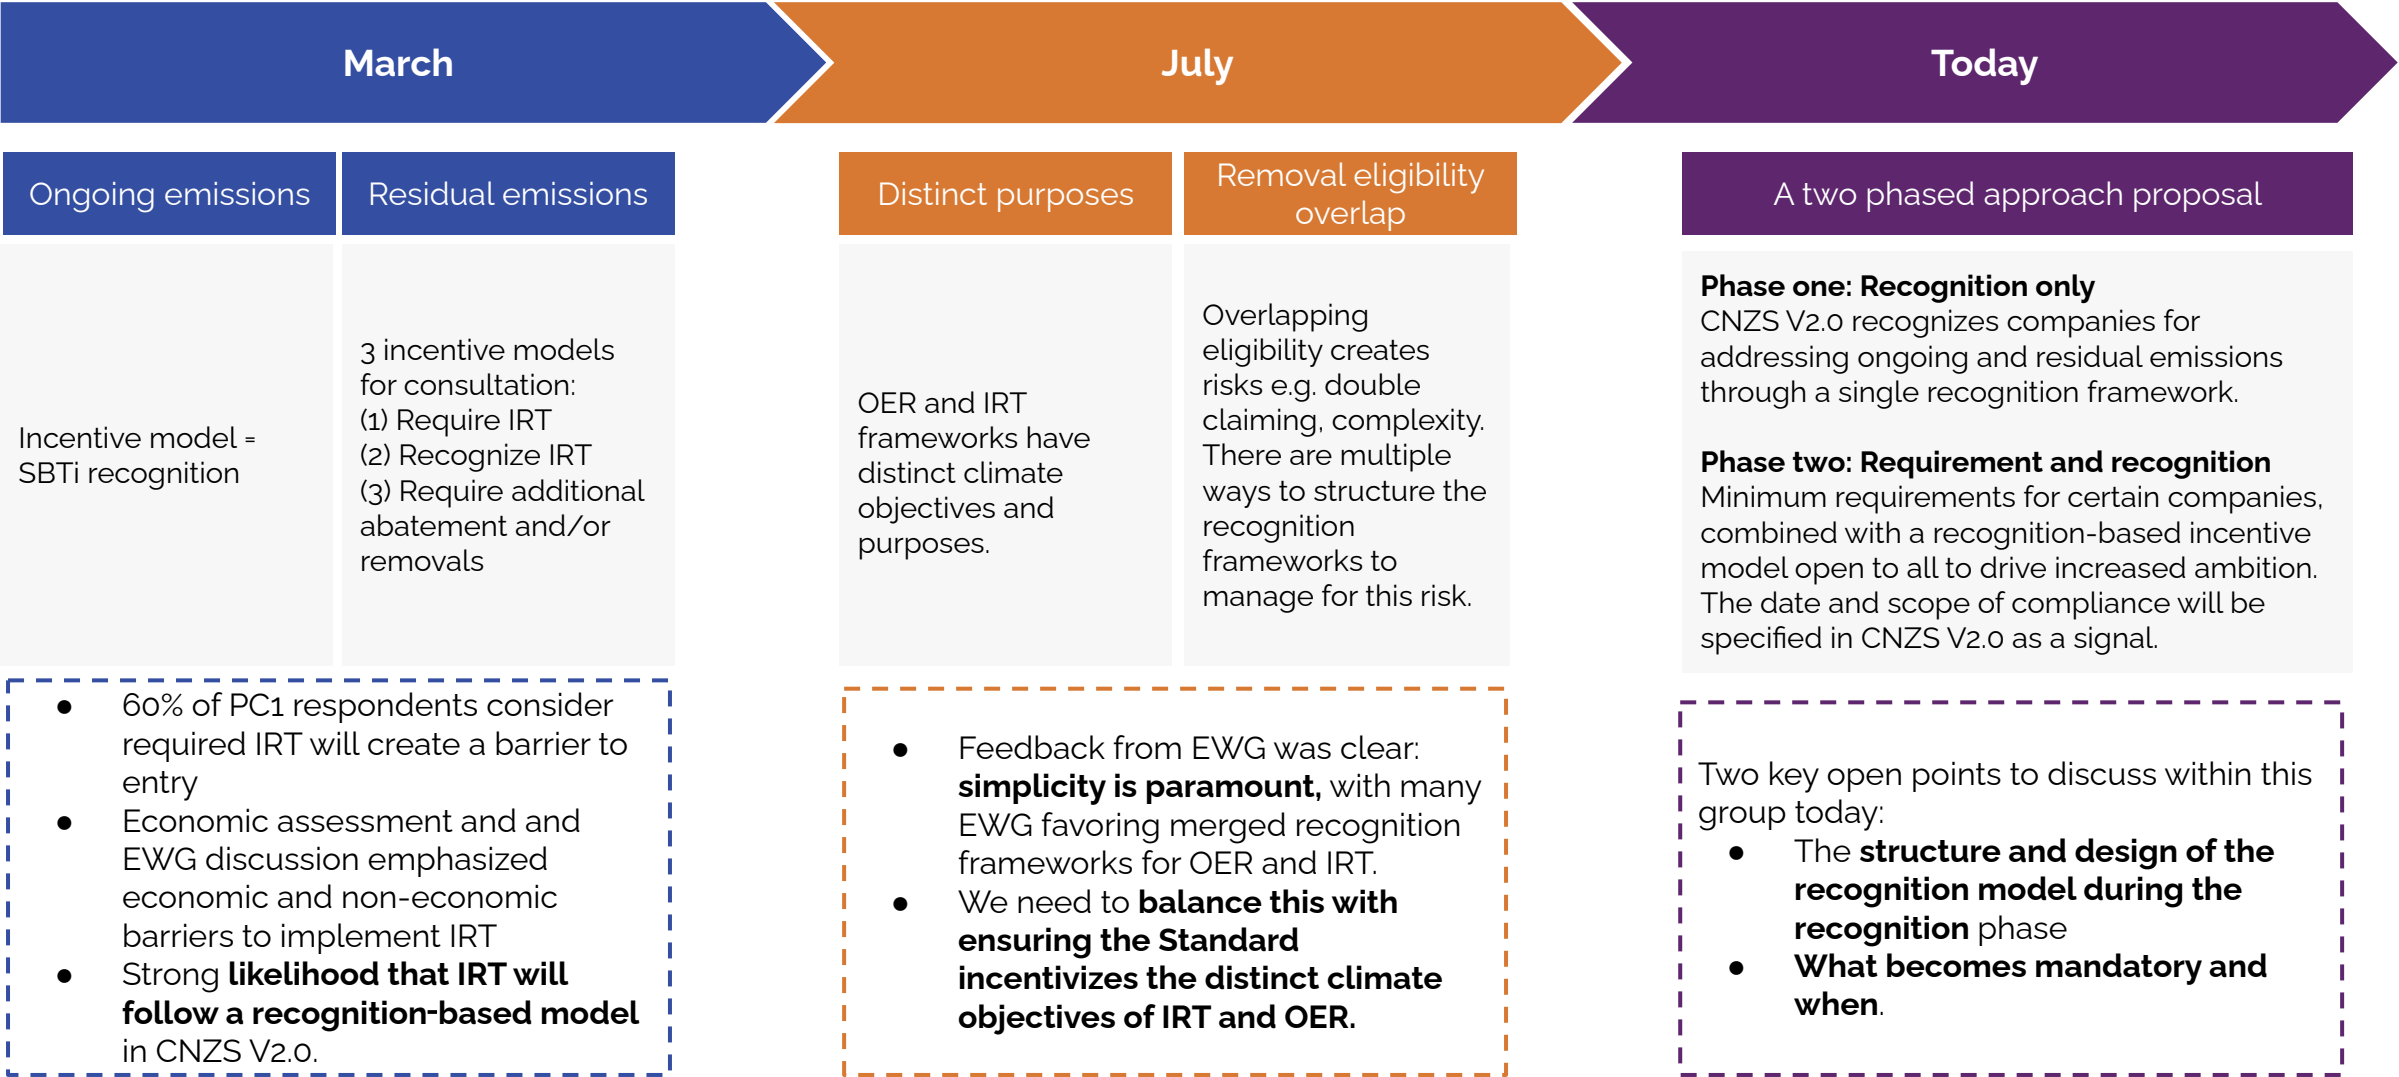 March
July
Today
Ongoing emissions
Residual emissions
Incentive model =
SBTi recognition
3 incentive models
for consultation:
(1) Require IRT
(2) Recognize IRT
(3) Require additional
abatement and/or
removals
● 60% of PC1 respondents consider
required IRT will create a barrier to
entry
● Economic assessment and and
EWG discussion emphasized
economic and non-economic
barriers to implement IRT
● Strong likelihood that IRT will
follow a recognition-based model
in CNZS V2.0.
Distinct purposes
Removal eligibility
overlap
OER and IRT
frameworks have
distinct climate
objectives and
purposes.
Overlapping
eligibility creates
risks e.g. double
claiming, complexity.
There are multiple
ways to structure the
recognition
frameworks to
manage for this risk.
● Feedback from EWG was clear:
simplicity is paramount, with many
EWG favoring merged recognition
frameworks for OER and IRT.
● We need to balance this with
ensuring the Standard
incentivizes the distinct climate
objectives of IRT and OER.
A two phased approach proposal
Phase one: Recognition only
CNZS V2.0 recognizes companies for
addressing ongoing and residual emissions
through a single recognition framework.
Phase two: Requirement and recognition
Minimum requirements for certain companies,
combined with a recognition-based incentive
model open to all to drive increased ambition.
The date and scope of compliance will be
specified in CNZS V2.0 as a signal.
Two key open points to discuss within this
group today:
● The structure and design of the
recognition model during the
recognition phase
● What becomes mandatory and
when.